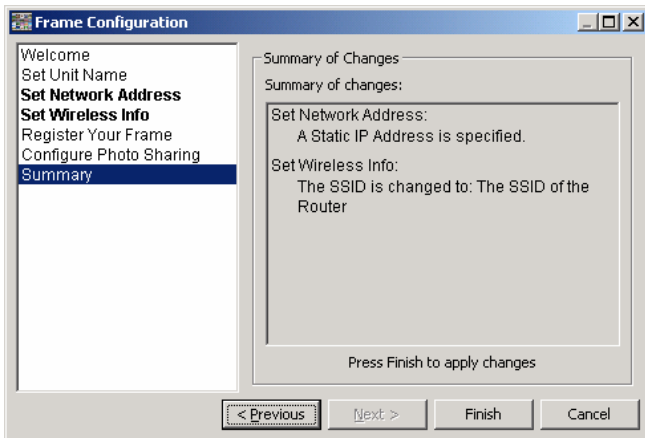 Frame Configuration
Welcome
Set Unit Name
Set Network Address
Set Wireless Info
Register Your Frame
Configure Photo Sharing
Summary
Summary of Changes
Summary of changes:
Set Network Address:
A Static IP Address is specified.
Set Wireless Info:
The SSID is changed to: The SSID of the
Router
Press Finish to apply changes
< Previous
Next >
Finish
Cancel